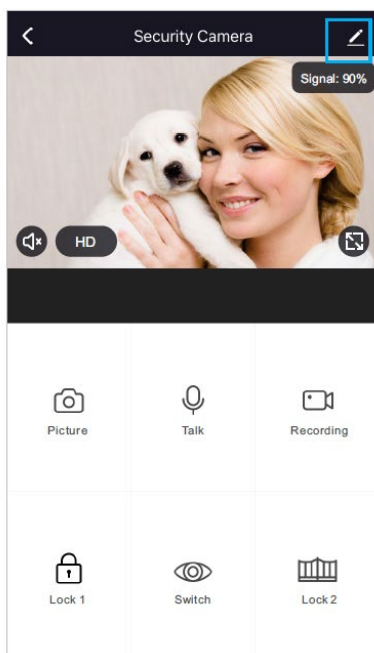 Security Camera
Signal: 90%
HD
Picture
Talk
Recording
Lock 1
Switch
Lock 2